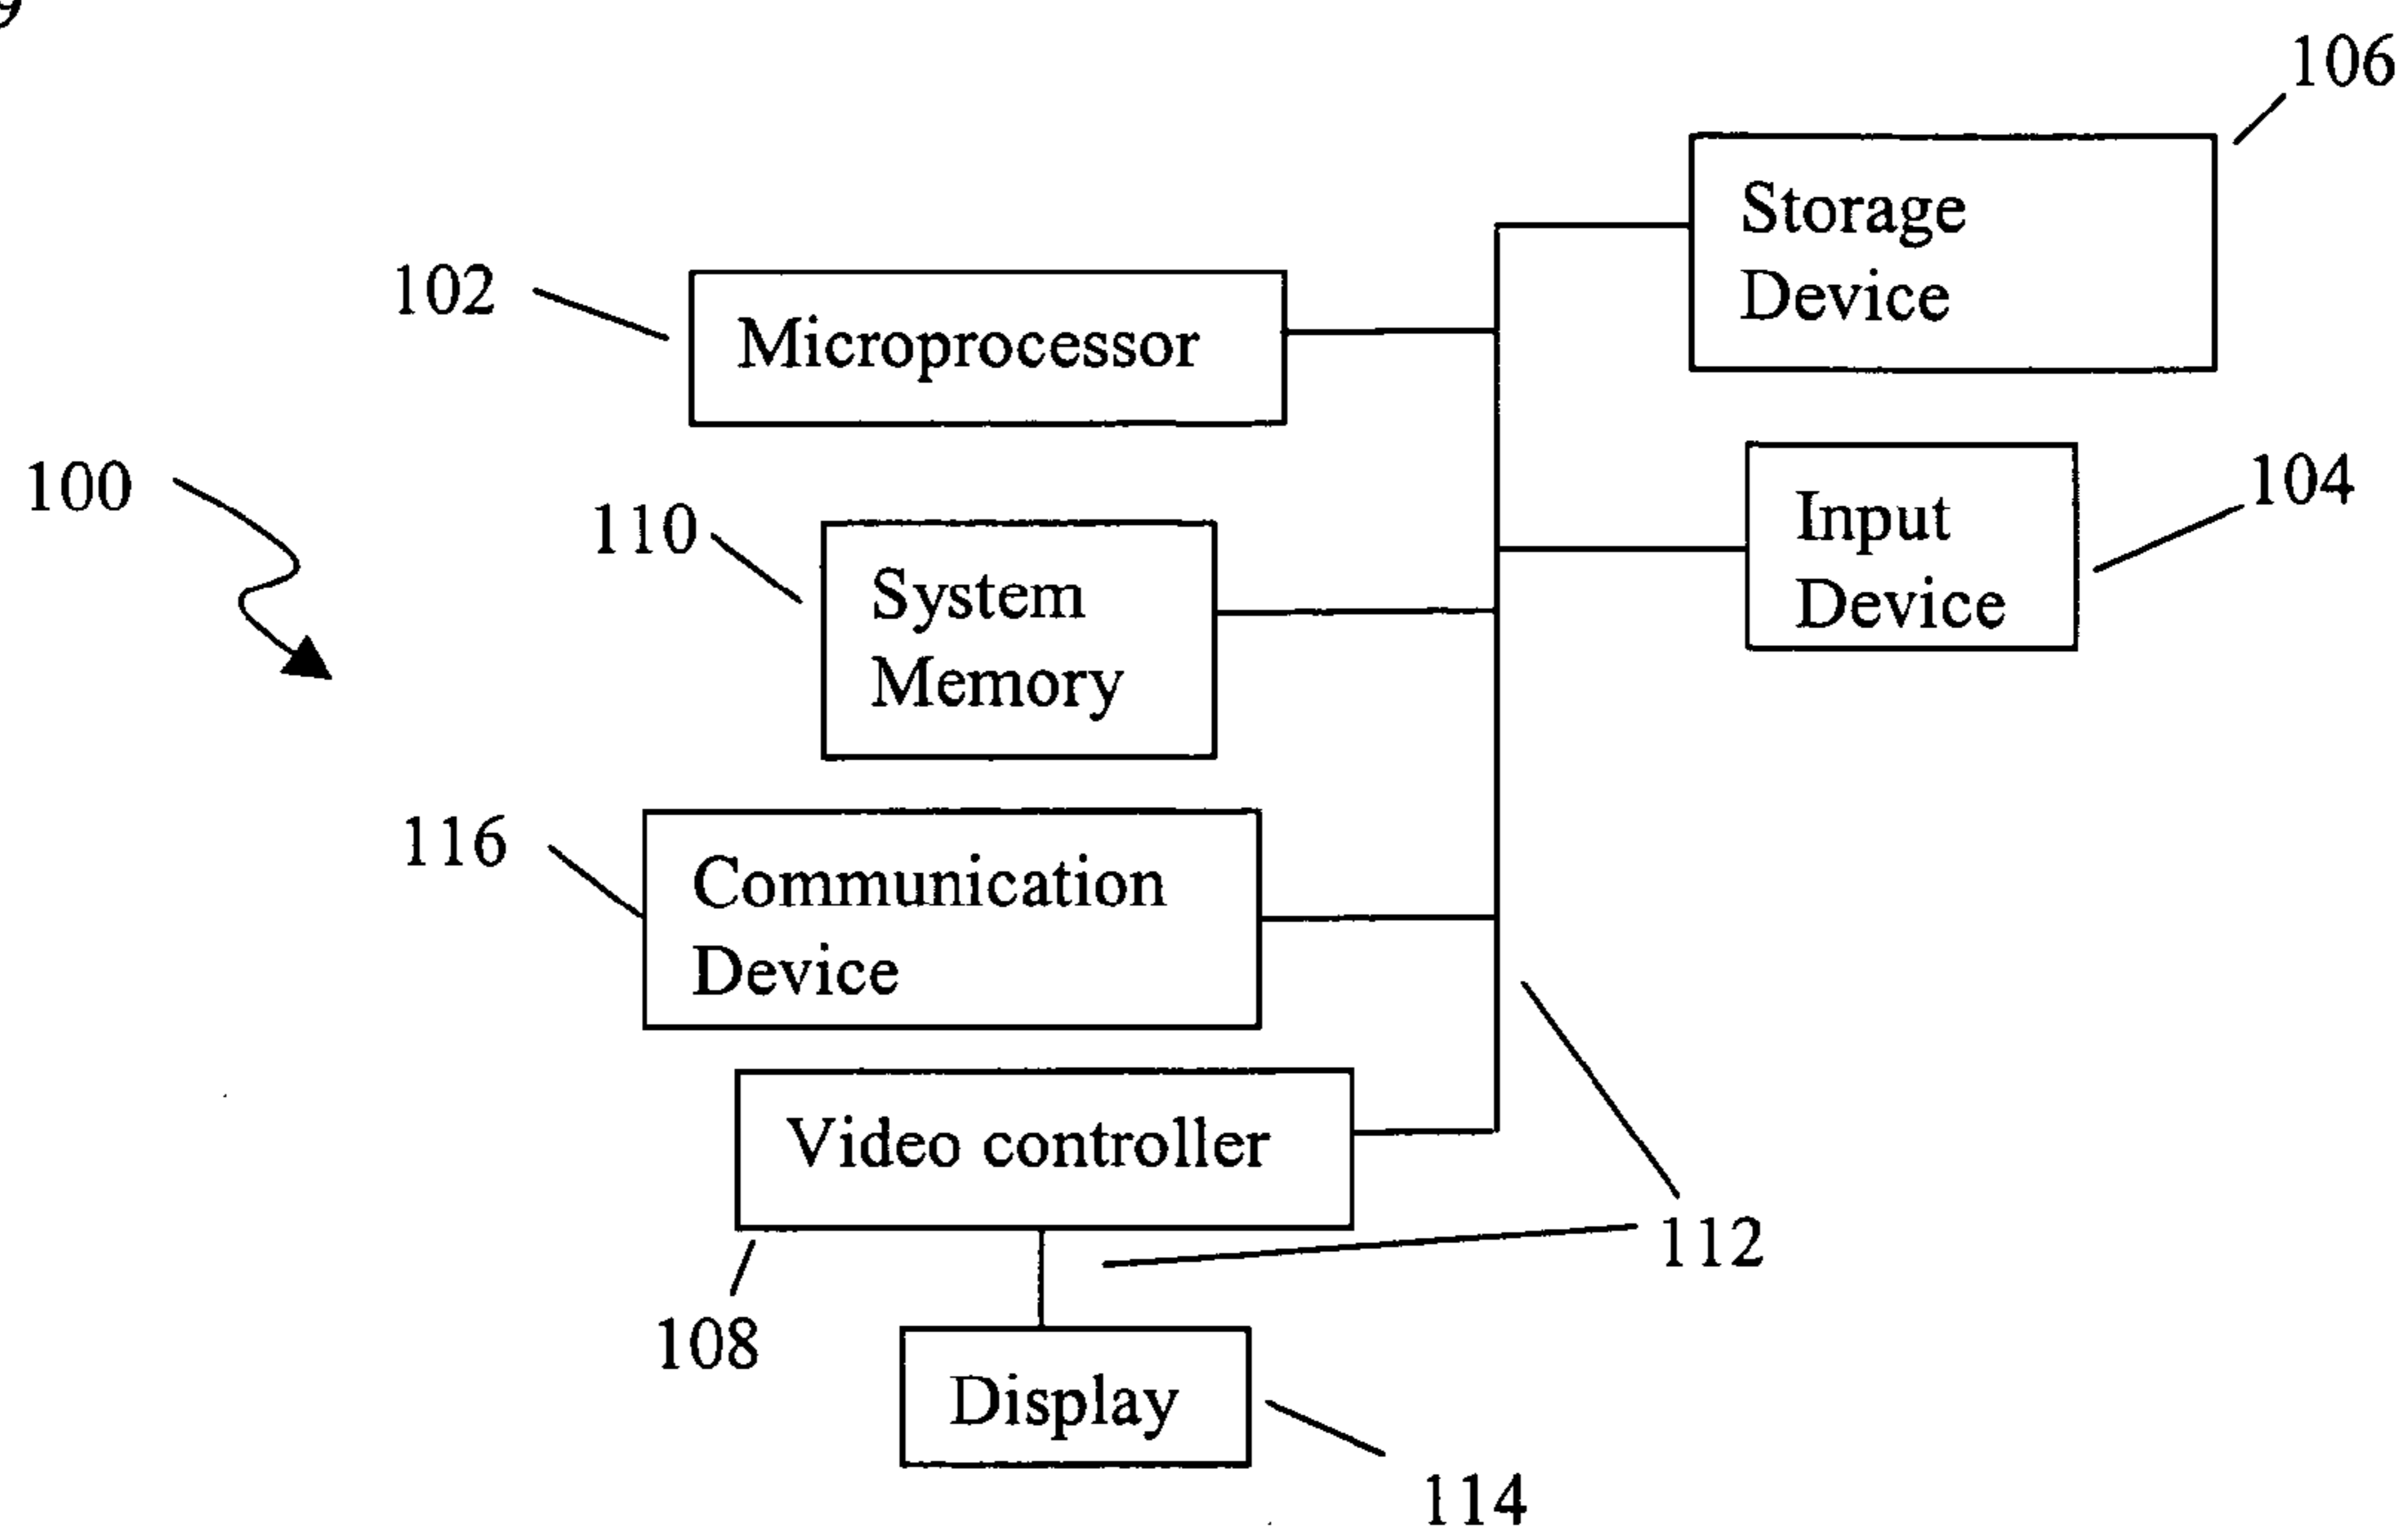 9
106
Storage
Device
102
Microprocessor
100
110
System
Memory
Input
Device
104
116
Communication
Device
Video controller
112
108
Display
114